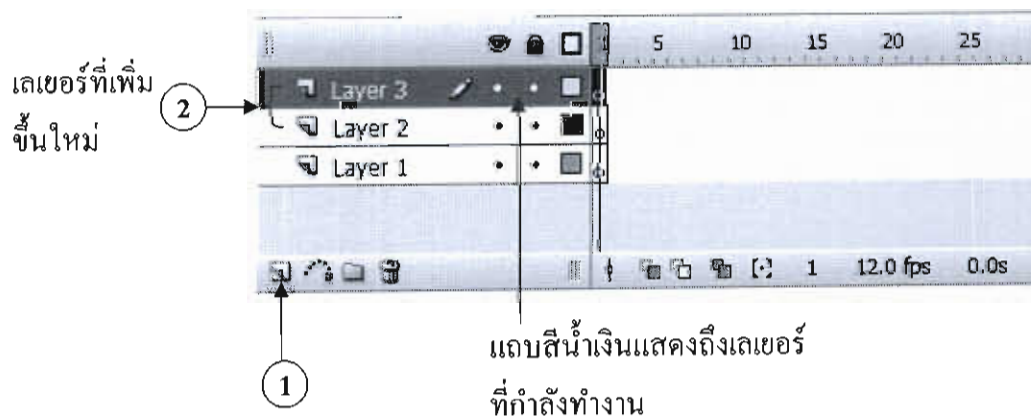 1 5 10 15 20 25
เลเยอร์ที่เพิ่ม
ขึ้นใหม่
2
Layer 3
Layer 2
Layer 1
1 12.0 fps 0.0s
1
แถบสีน้ำเงินแสดงถึงเลเยอร์
ที่กำลังทำงาน